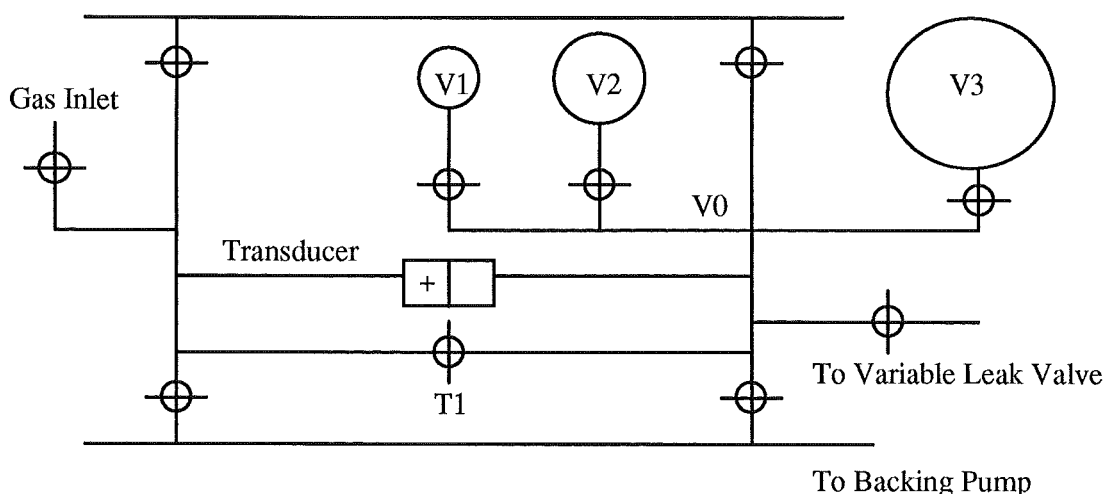 V1
V2
V3
Gas Inlet
V0
Transducer
+
To Variable Leak Valve
T1
To Backing Pump